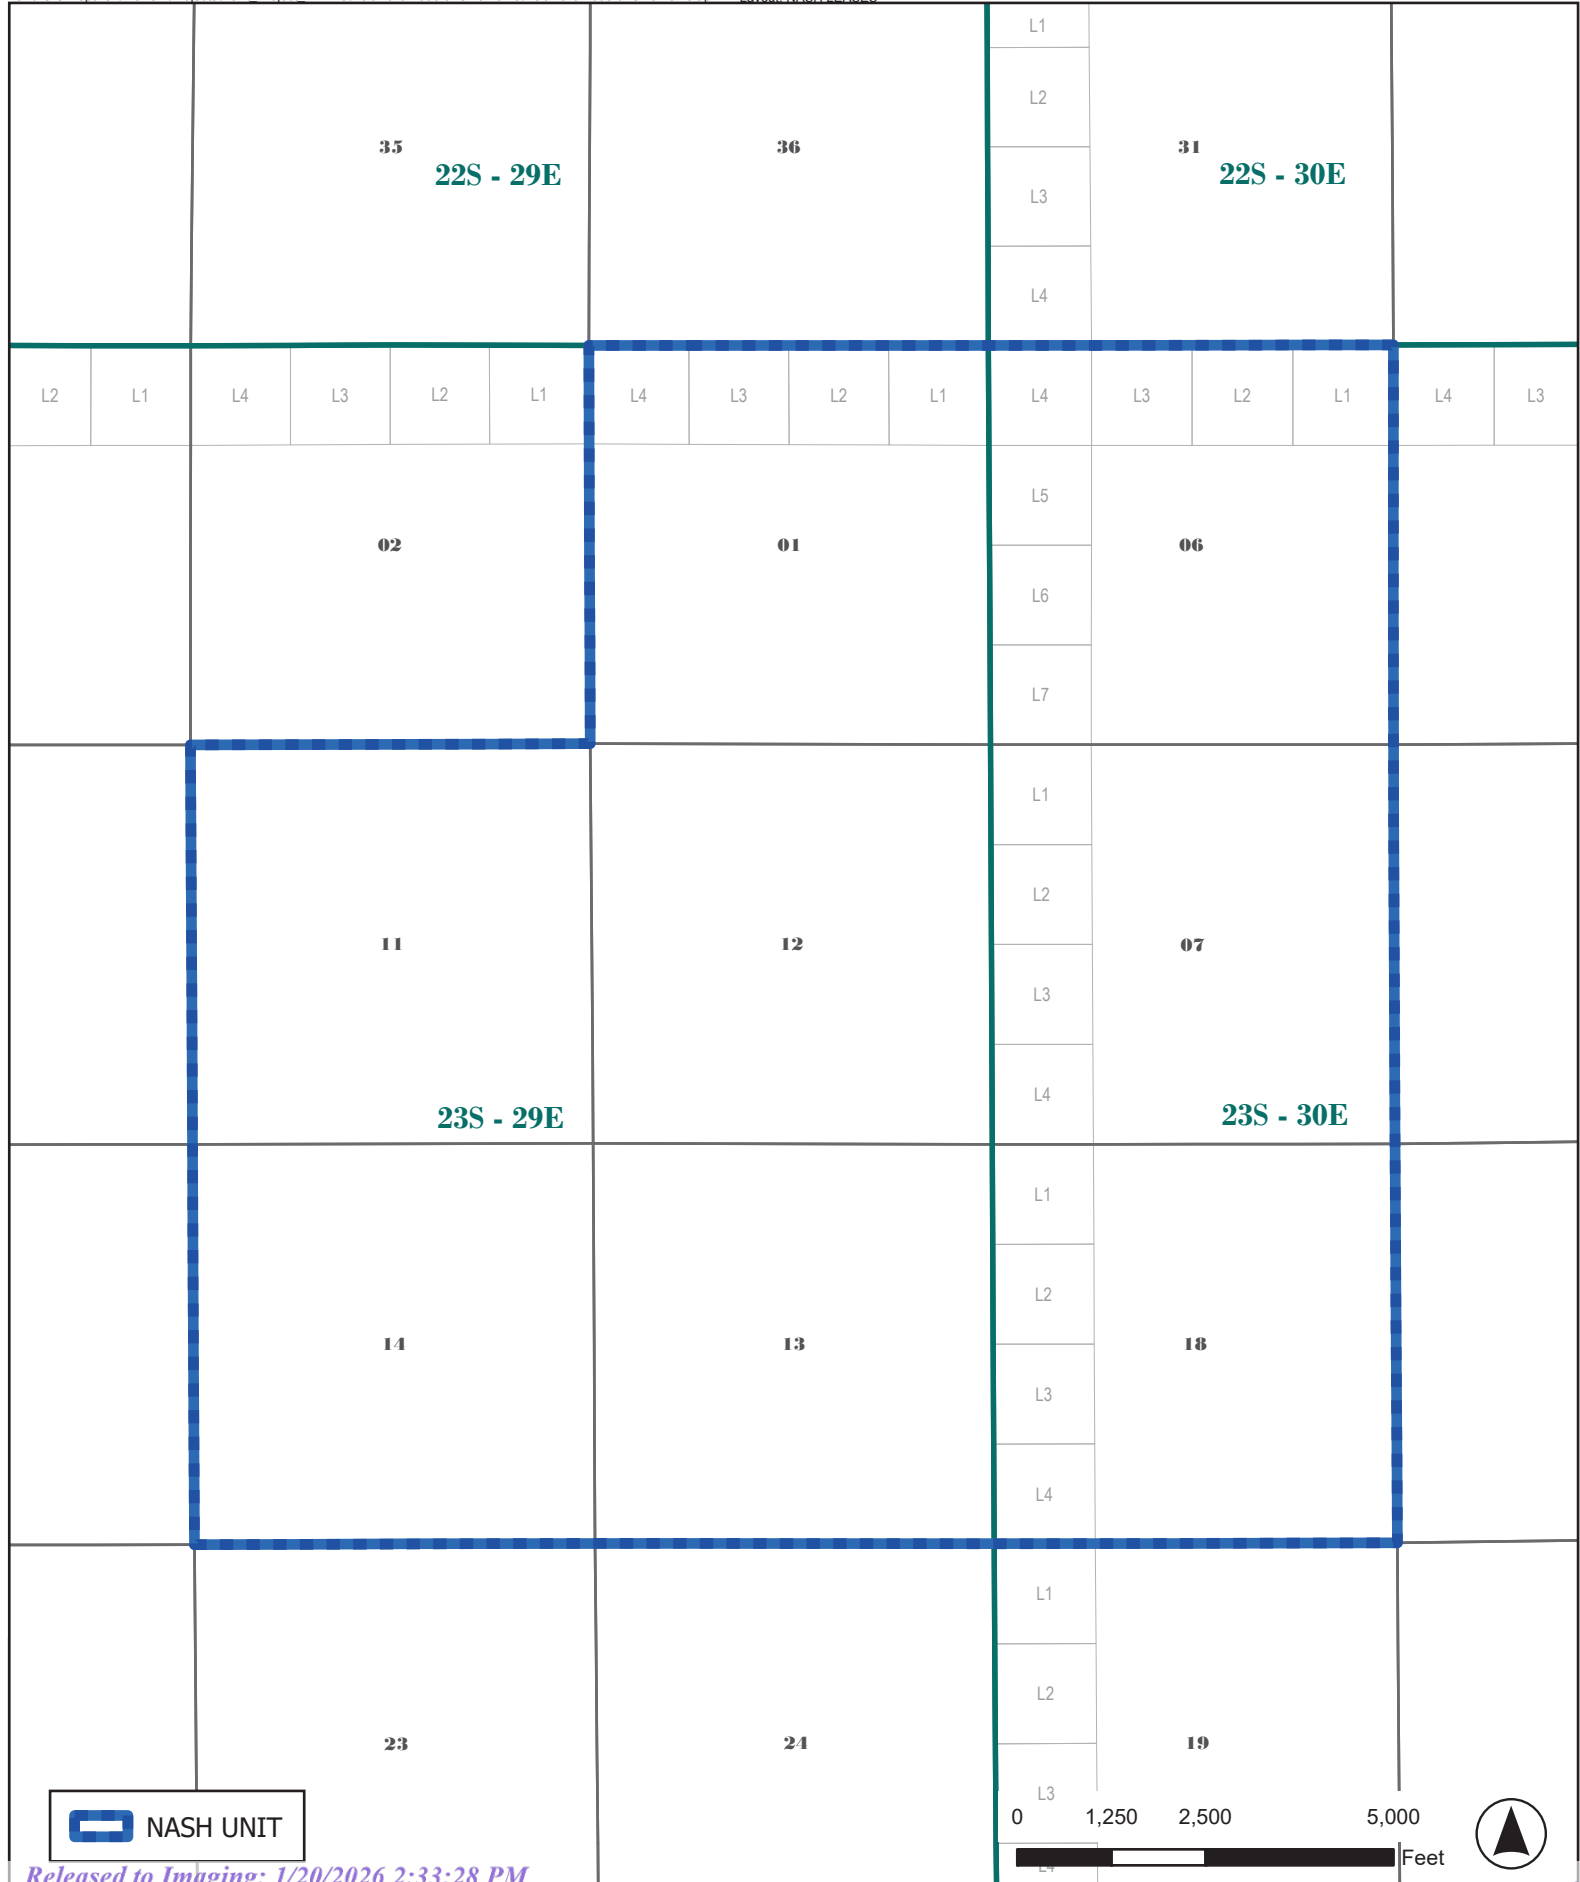 Layout: NASH LEASES
L1
L2
35
36
31
22S - 29E
22S - 30E
L3
L4
L2 L1 L4 L3 L2 L1 L4 L3 L2 L1 L4 L3 L2 L1 L4 L3
L5
02
01
06
L6
L7
L1
L2
11
12
07
L3
L4
23S - 29E
23S - 30E
L1
L2
14
13
18
L3
L4
L1
L2
23
24
19
L3
NASH UNIT
0 1,250 2,500 5,000
Feet
L4
Released to Imaging: 1/20/2026 2:33:28 PM